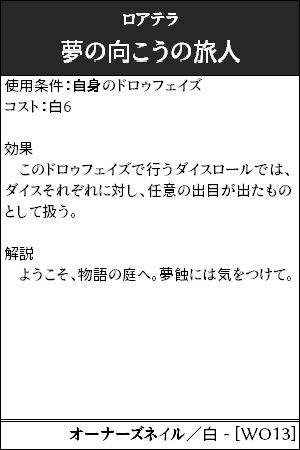 ロアテラ
夢の向こうの旅人
使用条件：自身のドロゥフェイズ
コスト：白6
効果
　このドロゥフェイズで行うダイスロールでは、
ダイスそれぞれに対し、任意の出目が出たもの
として扱う。
解説
　ようこそ、物語の庭へ。夢蝕には気をつけて。
オーナーズネイル／白 - [WO13]